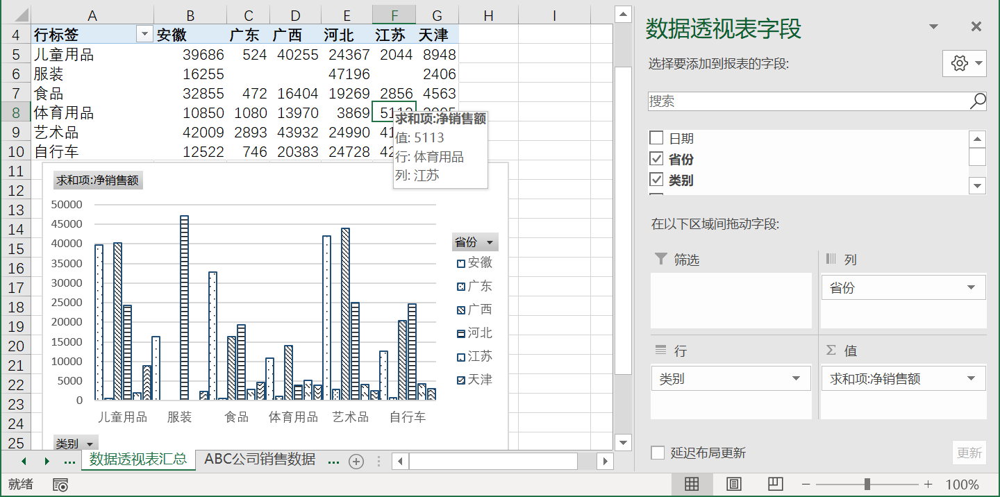 A B C D E F G H I
4 行标签 安徽 广东 广西 河北 江苏 天津
5 儿童用品 39686 524 40255 24367 2044 8948
6 服装 16255 47196 2406
7 食品 32855 472 16404 19269 2856 4563
8 体育用品 10850 1080 13970 3869
9 艺术品 42009 2893 43932 24990
10 自行车 12522 746 20383 24728
求和项:净销售额
值: 5113
行: 体育用品
列: 江苏
11
12
13
14
15
16
17
18
19
20
21
22
23
24
25
求和项:净销售额
50000
45000
40000
35000
30000
25000
20000
15000
10000
5000
0
儿童用品 服装 食品 体育用品 艺术品 自行车
省份
安徽
广东
广西
河北
江苏
天津
类别
... 数据透视表汇总 ABC公司销售数据 ...
就绪
100%
数据透视表字段
选择要添加到报表的字段:
搜索
日期
省份
类别
在以下区域间拖动字段:
筛选
列
省份
行
类别
Σ 值
求和项:净销售额
延迟布局更新
更新